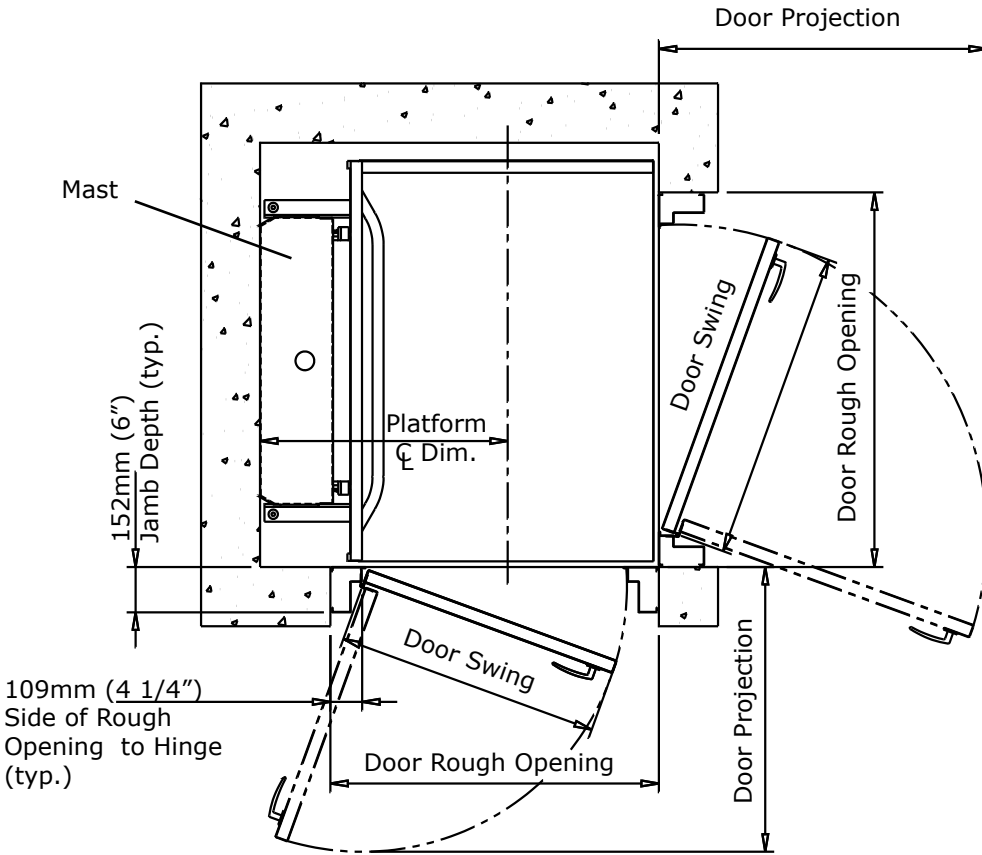 Door Projection
Mast
Door Swing
Door Rough Opening
152mm (6”)
Jamb Depth (typ.)
Platform
℄ Dim.
Door Swing
Door Projection
109mm (4 1/4”)
Side of Rough
Opening to Hinge
(typ.)
Door Rough Opening